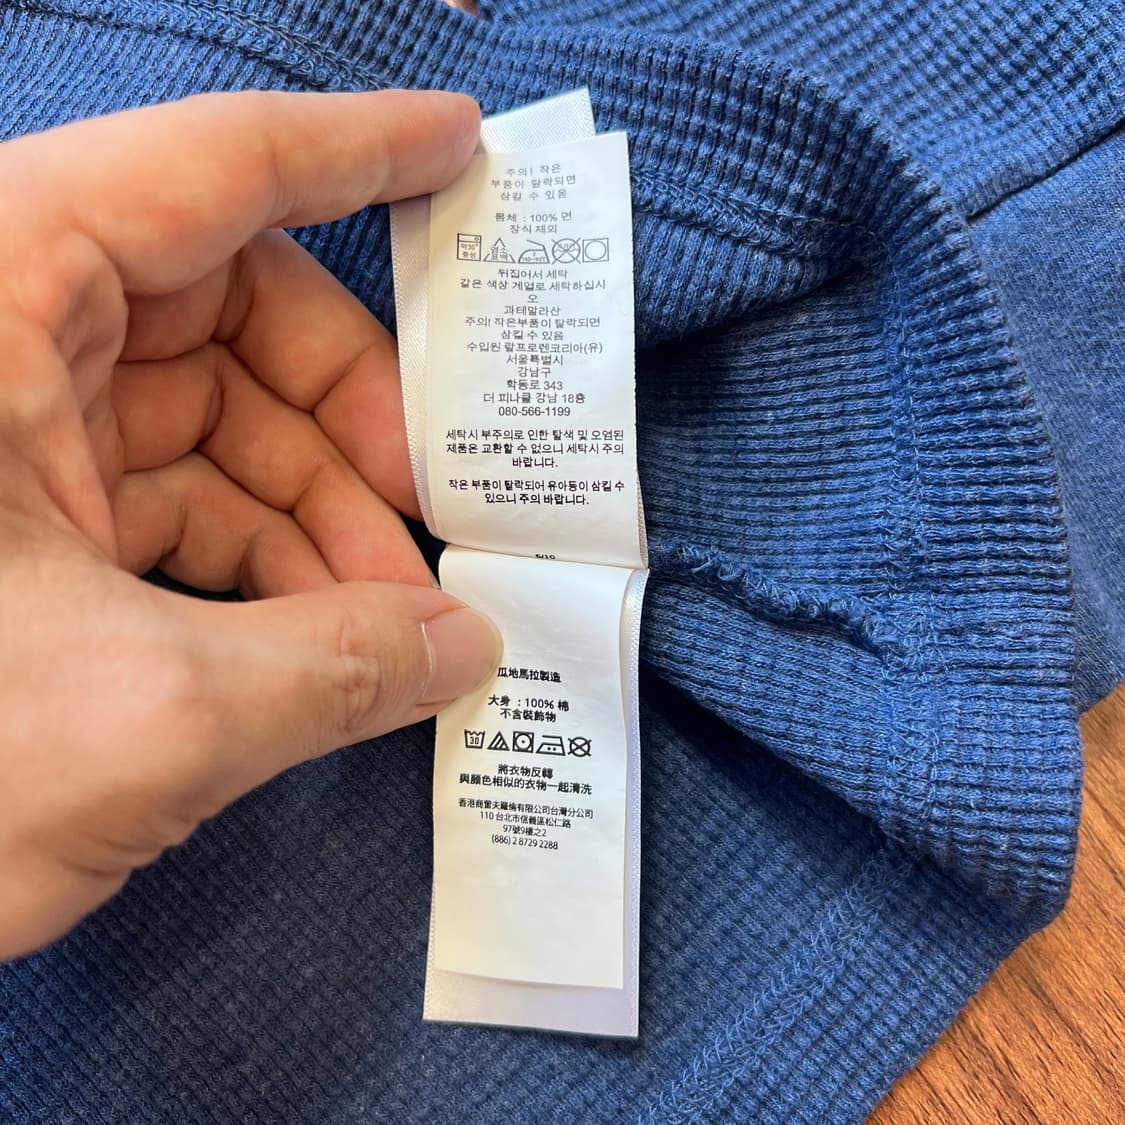 주의! 작은
부품이 탈락되면
삼킬 수 있음
몸체 : 100% 면
장식 제외
약30°
중성
염소
표백
뒤집어서 세탁
같은 색상 계열로 세탁하십시
오
과테말라산
주의! 작은부품이 탈락되면
삼킬 수 있음
수입원 랄프로렌코리아(유)
서울특별시
강남구
학동로 343
더 피나클 강남 18층
080-566-1199
세탁시 부주의로 인한 탈색 및 오염된
제품은 교환할 수 없으니 세탁시 주의
바랍니다.
작은 부품이 탈락되어 유아동이 삼킬 수
있으니 주의 바랍니다.
瓜地馬拉製造
大身 : 100% 棉
不含裝飾物
30
將衣物反轉
與顏色相似的衣物一起清洗
香港商雷夫羅倫有限公司台灣分公司
110 台北市信義區松仁路
97號9樓之2
(886) 2 8729 2288